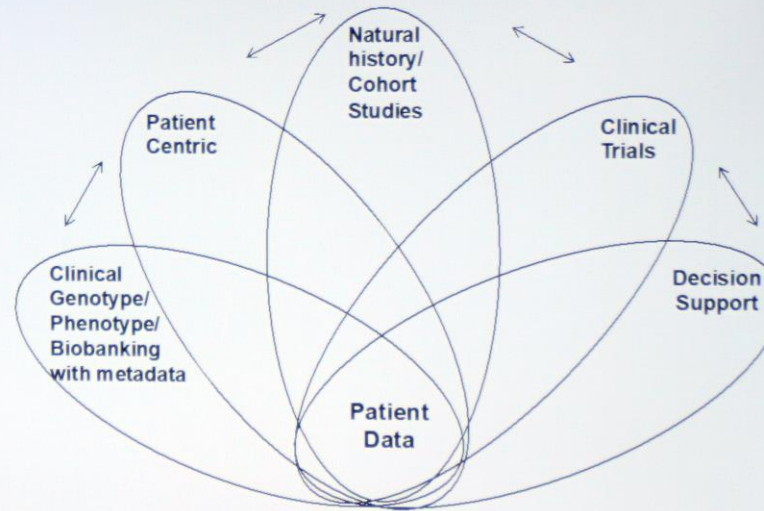 Natural
history/
Cohort
Studies
Patient
Centric
Clinical
Trials
Clinical
Genotype/
Phenotype/
Biobanking
with metadata
Decision
Support
Patient
Data